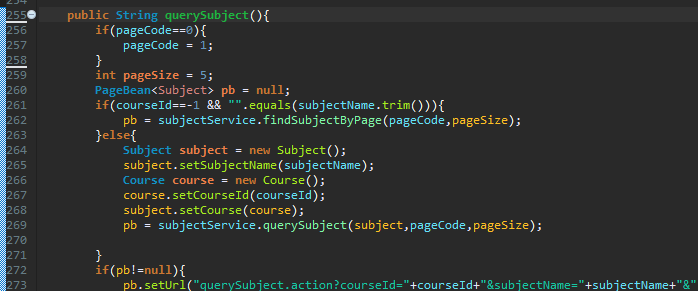 254
255 public String querySubject(){
256 if(pageCode==0){
257 pageCode = 1;
258 }
259 int pageSize = 5;
260 PageBean<Subject> pb = null;
261 if(courseId==-1 && "".equals(subjectName.trim())){
262 pb = subjectService.findSubjectByPage(pageCode,pageSize);
263 }else{
264 Subject subject = new Subject();
265 subject.setSubjectName(subjectName);
266 Course course = new Course();
267 course.setCourseId(courseId);
268 subject.setCourse(course);
269 pb = subjectService.querySubject(subject,pageCode,pageSize);
270
271 }
272 if(pb!=null){
273 pb.setUrl("querySubject.action?courseId="+courseId+"&subjectName="+subjectName+"&"